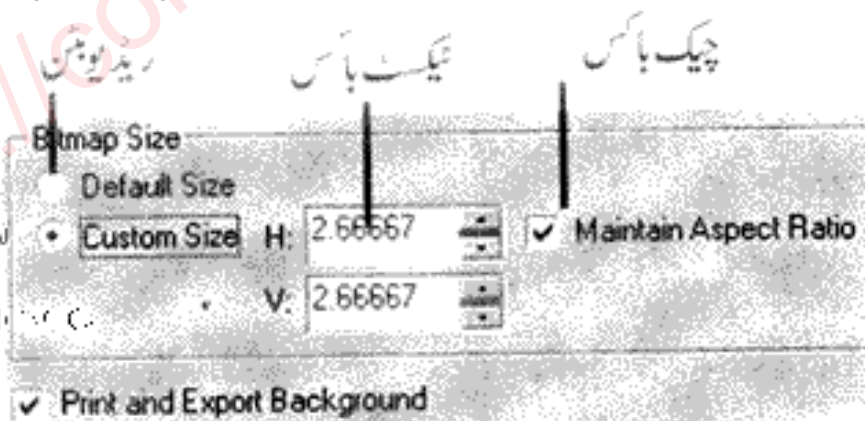 ریڈیو بٹن ٹیکسٹ باکس چیک باکس
Bitmap Size
Default Size
Custom Size H: 2.66667 Maintain Aspect Ratio
V: 2.66667
Print and Export Background